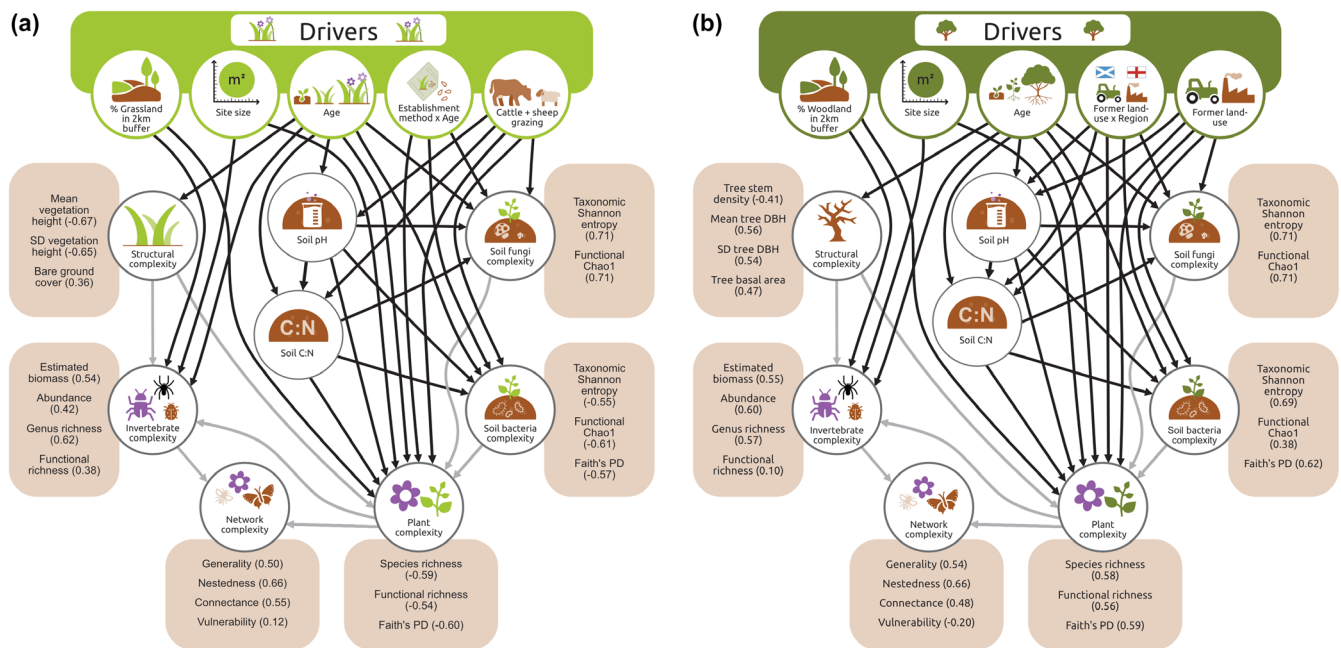 (a)
Drivers
% Grassland
in 2km
buffer
m²
Site size
Age
Establishment
method x Age
Cattle + sheep
grazing
Mean
vegetation
height (-0.67)
SD vegetation
height (-0.65)
Bare ground
cover (0.36)
Structural
complexity
Soil pH
Soil fungi
complexity
Taxonomic
Shannon
entropy
(0.71)
Functional
Chao1
(0.71)
C:N
Soil C:N
Estimated
biomass (0.54)
Abundance
(0.42)
Genus richness
(0.62)
Functional
richness (0.38)
Invertebrate
complexity
Soil bacteria
complexity
Taxonomic
Shannon
entropy
(-0.55)
Functional
Chao1
(-0.61)
Faith's PD
(-0.57)
Network
complexity
Plant
complexity
Generality (0.50)
Nestedness (0.66)
Connectance (0.55)
Vulnerability (0.12)
Species richness
(-0.59)
Functional richness
(-0.54)
Faith's PD (-0.60)
(b)
Drivers
% Woodland
in 2km
buffer
m²
Site size
Age
Former land-
use x Region
Former land-
use
Tree stem
density (-0.41)
Mean tree DBH
(0.56)
SD tree DBH
(0.54)
Tree basal area
(0.47)
Structural
complexity
Soil pH
Soil fungi
complexity
Taxonomic
Shannon
entropy
(0.71)
Functional
Chao1
(0.71)
C:N
Soil C:N
Estimated
biomass (0.55)
Abundance
(0.60)
Genus richness
(0.57)
Functional
richness (0.10)
Invertebrate
complexity
Soil bacteria
complexity
Taxonomic
Shannon
entropy
(0.69)
Functional
Chao1
(0.38)
Faith's PD (0.62)
Network
complexity
Plant
complexity
Generality (0.54)
Nestedness (0.66)
Connectance (0.48)
Vulnerability (-0.20)
Species richness
(0.58)
Functional richness
(0.56)
Faith's PD (0.59)